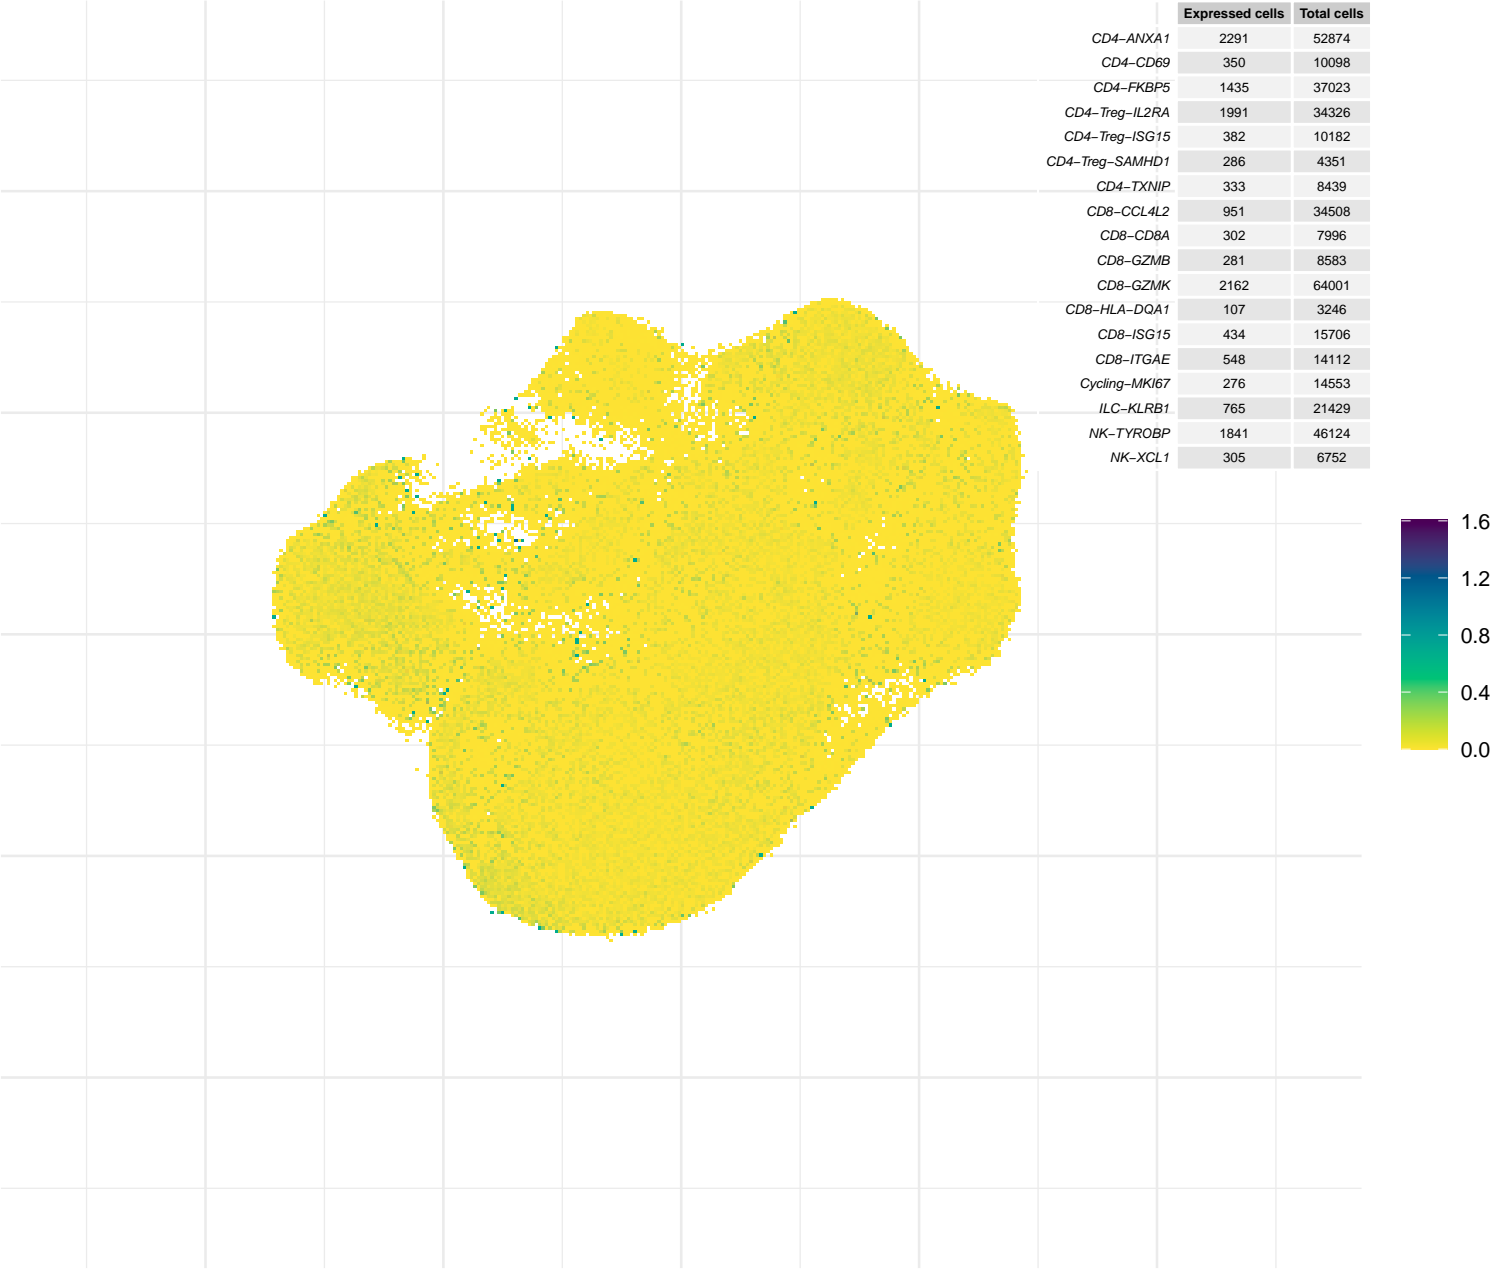 Expressed cells Total cells
CD4−ANXA1 2291 52874
CD4−CD69 350 10098
CD4−FKBP5 1435 37023
CD4−Treg−IL2RA 1991 34326
CD4−Treg−ISG15 382 10182
CD4−Treg−SAMHD1 286 4351
CD4−TXNIP 333 8439
CD8−CCL4L2 951 34508
CD8−CD8A 302 7996
CD8−GZMB 281 8583
CD8−GZMK 2162 64001
CD8−HLA−DQA1 107 3246
CD8−ISG15 434 15706
CD8−ITGAE 548 14112
Cycling−MKI67 276 14553
ILC−KLRB1 765 21429
NK−TYROBP 1841 46124
NK−XCL1 305 6752
1.6
1.2
0.8
0.4
0.0